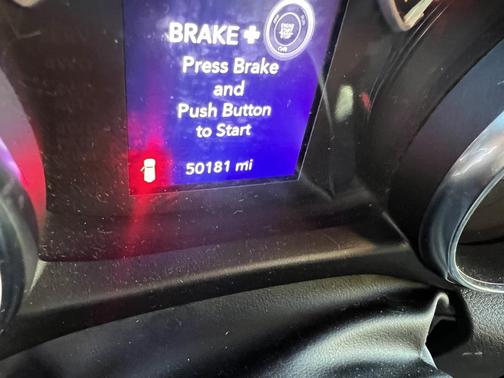 BRAKE +
Press Brake
and
Push Button
to Start
50181 mi